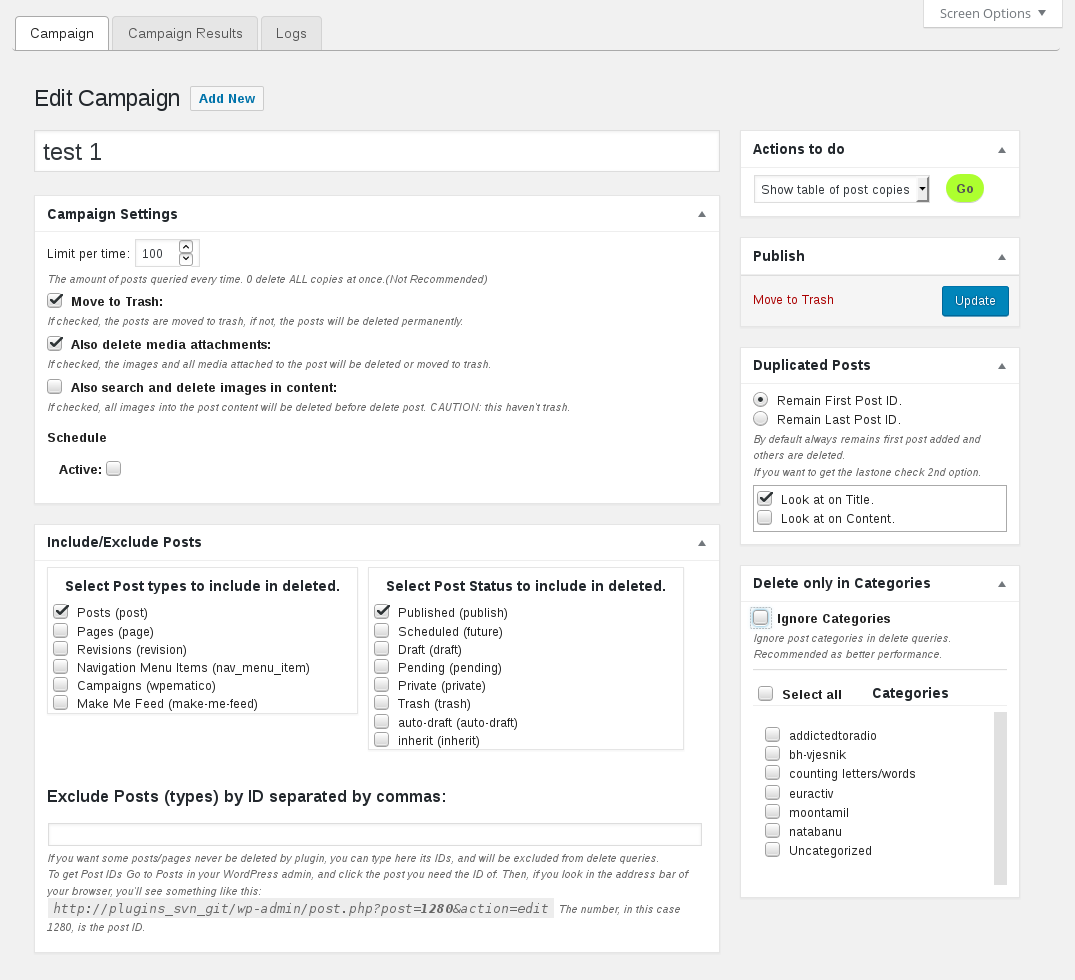 Screen Options
Campaign
Campaign Results
Logs
Edit Campaign
Add New
test 1
Campaign Settings
Limit per time: 100
The amount of posts queried every time. 0 delete ALL copies at once.(Not Recommended)
Move to Trash:
If checked, the posts are moved to trash, if not, the posts will be deleted permanently.
Also delete media attachments:
If checked, the images and all media attached to the post will be deleted or moved to trash.
Also search and delete images in content:
If checked, all images into the post content will be deleted before delete post. CAUTION: this haven't trash.
Schedule
Active:
Include/Exclude Posts
Select Post types to include in deleted.
Posts (post)
Pages (page)
Revisions (revision)
Navigation Menu Items (nav_menu_item)
Campaigns (wpematico)
Make Me Feed (make-me-feed)
Select Post Status to include in deleted.
Published (publish)
Scheduled (future)
Draft (draft)
Pending (pending)
Private (private)
Trash (trash)
auto-draft (auto-draft)
inherit (inherit)
Exclude Posts (types) by ID separated by commas:
If you want some posts/pages never be deleted by plugin, you can type here its IDs, and will be excluded from delete queries.
To get Post IDs Go to Posts in your WordPress admin, and click the post you need the ID of. Then, if you look in the address bar of
your browser, you'll see something like this:
http://plugins_svn_git/wp-admin/post.php?post=1280&action=edit The number, in this case
1280, is the post ID.
Actions to do
Show table of post copies
Go
Publish
Move to Trash
Update
Duplicated Posts
Remain First Post ID.
Remain Last Post ID.
By default always remains first post added and
others are deleted.
If you want to get the lastone check 2nd option.
Look at on Title.
Look at on Content.
Delete only in Categories
Ignore Categories
Ignore post categories in delete queries.
Recommended as better performance.
Select all
Categories
addictedtoradio
bh-vjesnik
counting letters/words
euractiv
moontamil
natabanu
Uncategorized